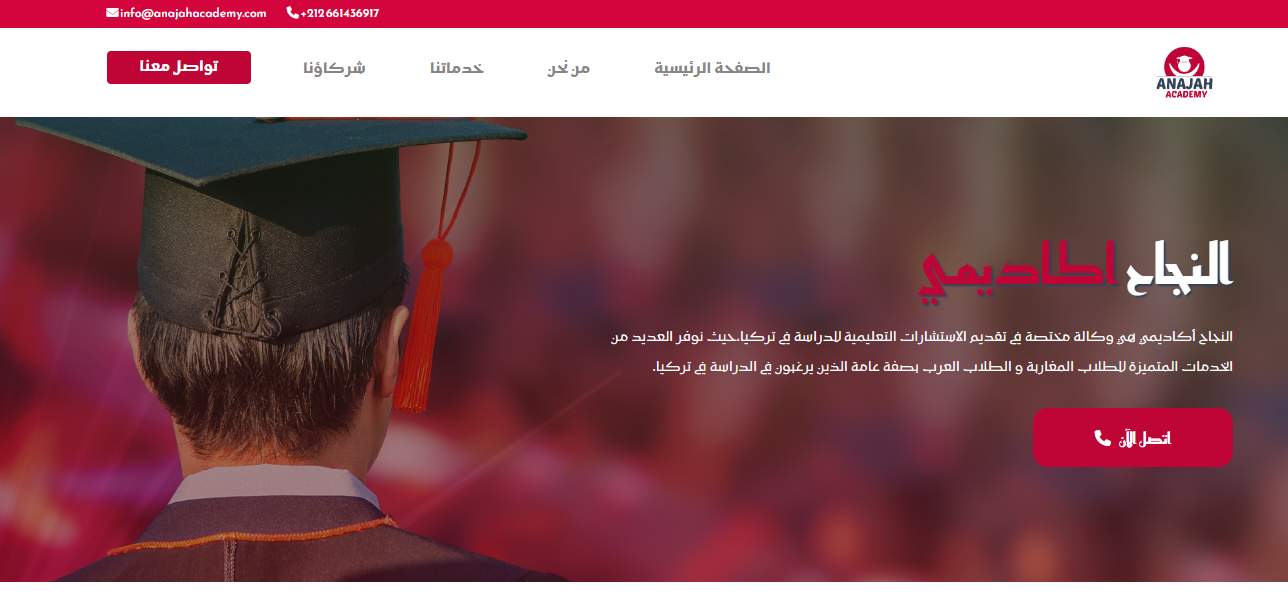 info@anajahacademy.com +212 661436917
ANAJAH
ACADEMY
الصفحة الرئيسية
من نحن
خدماتنا
شركاؤنا
تواصل معنا
النجاح اكاديمي
النجاح أكاديمي هي وكالة مختصة في تقديم الاستشارات التعليمية للدراسة في تركيا،حيث نوفر العديد من
الخدمات المتميزة للطلاب المغاربة و الطلاب العرب بصفة عامة الذين يرغبون في الدراسة في تركيا.
اتصل الآن